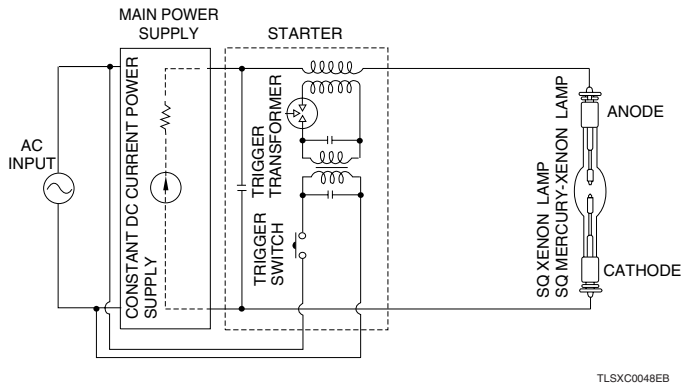 MAIN POWER
SUPPLY
STARTER
AC
INPUT
CONSTANT DC CURRENT POWER
SUPPLY
TRIGGER
TRANSFORMER
TRIGGER
SWITCH
SQ XENON LAMP
SQ MERCURY-XENON LAMP
ANODE
CATHODE
TLSXC0048EB